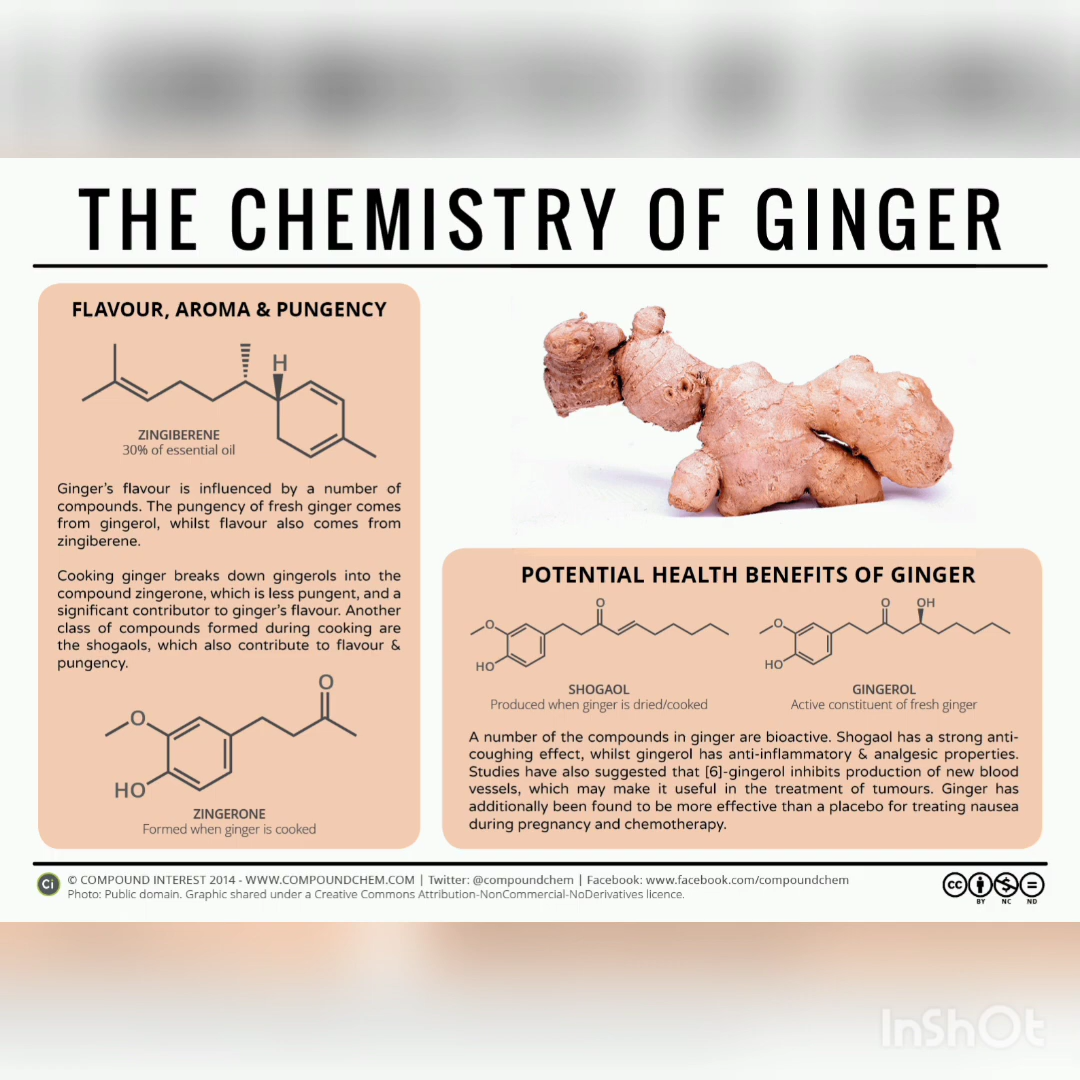 THE CHEMISTRY OF GINGER
FLAVOUR, AROMA & PUNGENCY
H
ZINGIBERENE
30% of essential oil
Ginger's flavour is influenced by a number of
compounds. The pungency of fresh ginger comes
from gingerol, whilst flavour also comes from
zingiberene.
Cooking ginger breaks down gingerols into the
compound zingerone, which is less pungent, and a
significant contributor to ginger's flavour. Another
class of compounds formed during cooking are
the shogaols, which also contribute to flavour &
pungency.
O
O
HO
ZINGERONE
Formed when ginger is cooked
POTENTIAL HEALTH BENEFITS OF GINGER
O
O
HO
SHOGAOL
Produced when ginger is dried/cooked
O OH
O
HO
GINGEROL
Active constituent of fresh ginger
A number of the compounds in ginger are bioactive. Shogaol has a strong anti-
coughing effect, whilst gingerol has anti-inflammatory & analgesic properties.
Studies have also suggested that [6]-gingerol inhibits production of new blood
vessels, which may make it useful in the treatment of tumours. Ginger has
additionally been found to be more effective than a placebo for treating nausea
during pregnancy and chemotherapy.
Ci
© COMPOUND INTEREST 2014 - WWW.COMPOUNDCHEM.COM | Twitter: @compoundchem | Facebook: www.facebook.com/compoundchem
Photo: Public domain. Graphic shared under a Creative Commons Attribution-NonCommercial-NoDerivatives licence.
cc
BY NC ND
InShOt